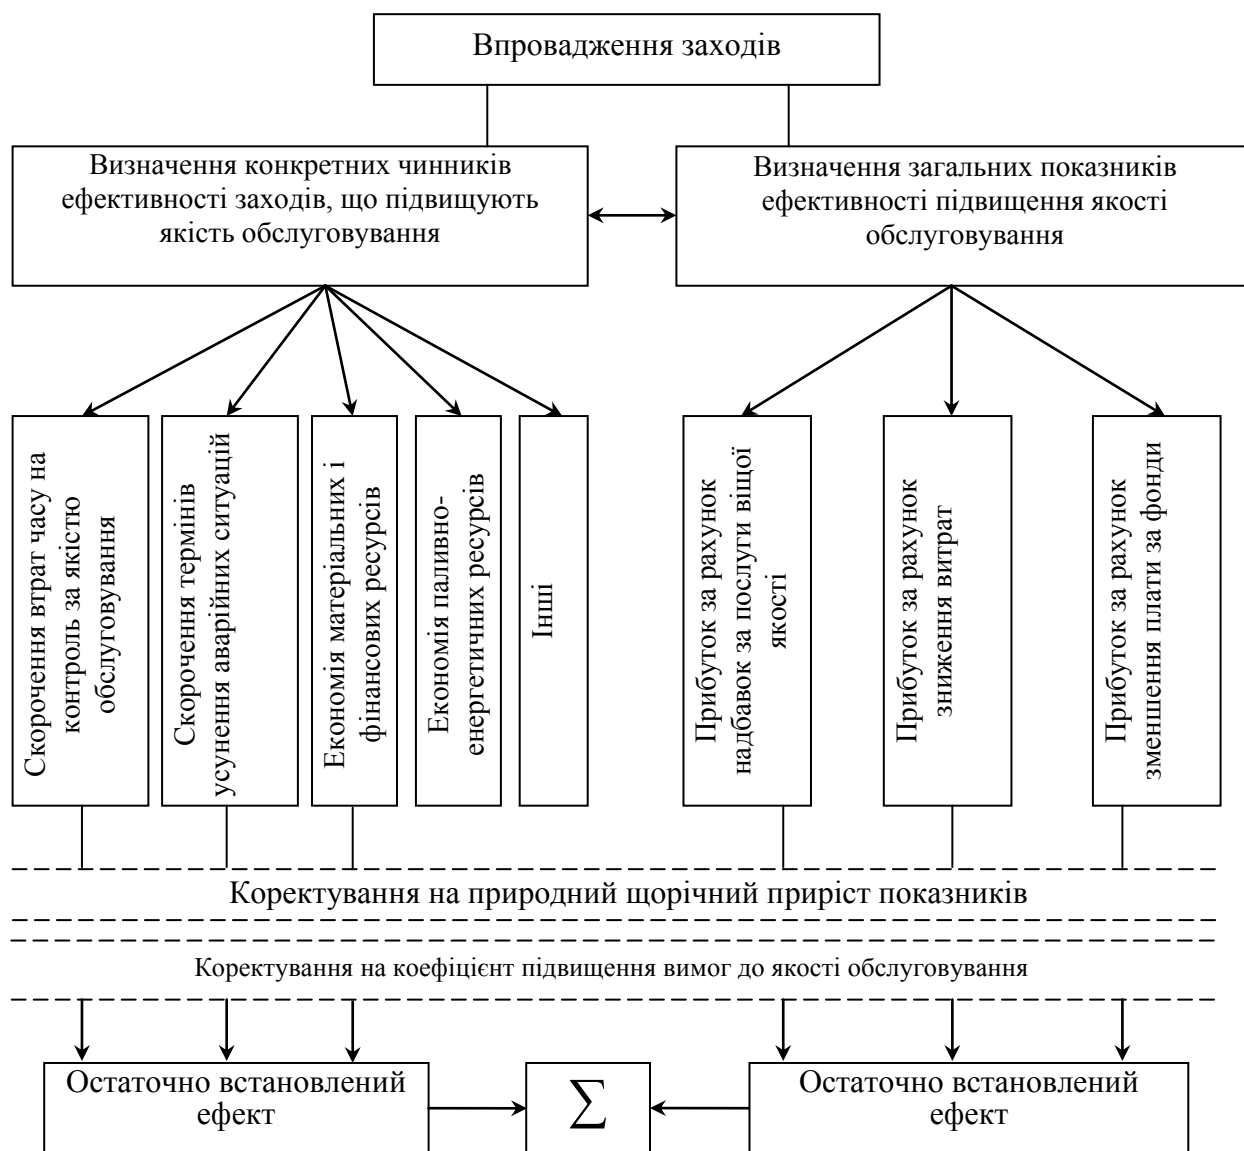 Впровадження заходів
Визначення конкретних чинників
ефективності заходів, що підвищують
якість обслуговування
Визначення загальних показників
ефективності підвищення якості
обслуговування
Скорочення втрат часу на
контроль за якістю
обслуговування
Скорочення термінів
усунення аварійних ситуацій
Економія матеріальних і
фінансових ресурсів
Економія паливно-
енергетичних ресурсів
Інші
Прибуток за рахунок
надбавок за послуги віщої
якості
Прибуток за рахунок
зниження витрат
Прибуток за рахунок
зменшення плати за фонди
Коректування на природний щорічний приріст показників
Коректування на коефіцієнт підвищення вимог до якості обслуговування
Остаточно встановлений
ефект
∑
Остаточно встановлений
ефект